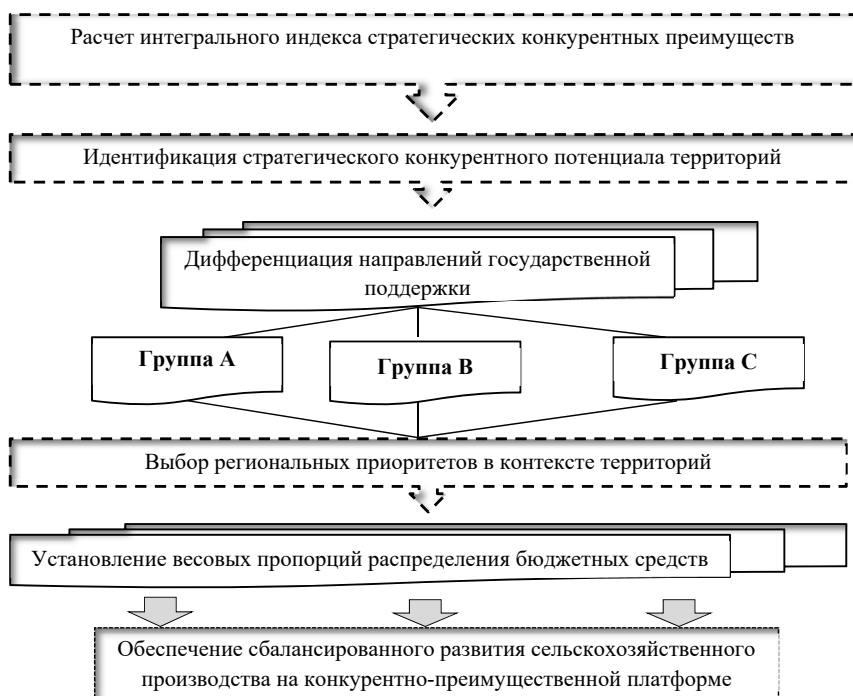 Расчет интегрального индекса стратегических конкурентных преимуществ
Идентификация стратегического конкурентного потенциала территорий
Дифференциация направлений государственной
поддержки
Группа А
Группа В
Группа С
Выбор региональных приоритетов в контексте территорий
Установление весовых пропорций распределения бюджетных средств
Обеспечение сбалансированного развития сельскохозяйственного
производства на конкурентно-преимущественной платформе